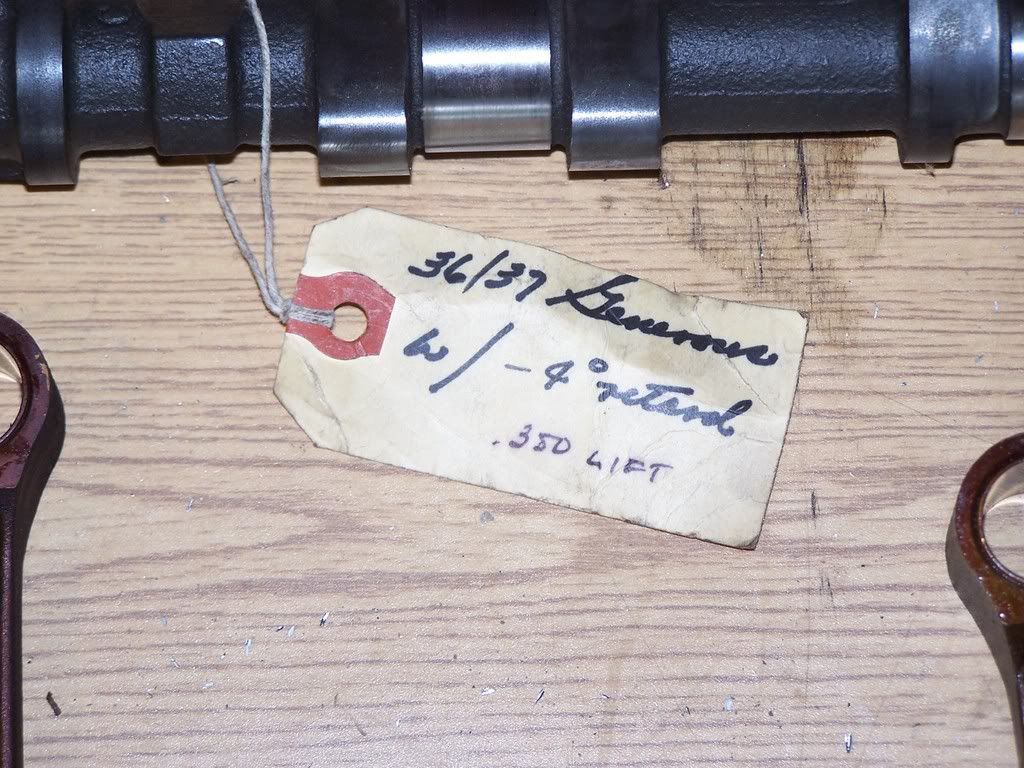 36/37 Generous
w/ -4° retard
.350 LIFT